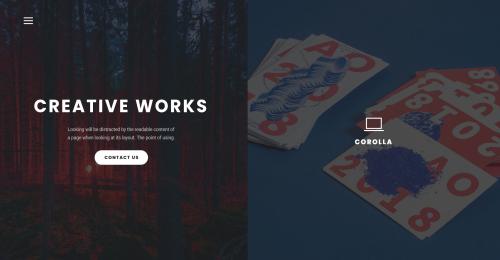 CREATIVE WORKS
Looking will be distracted by the readable content of
a page when looking at its layout. The point of using
CONTACT US
COROLLA
2018